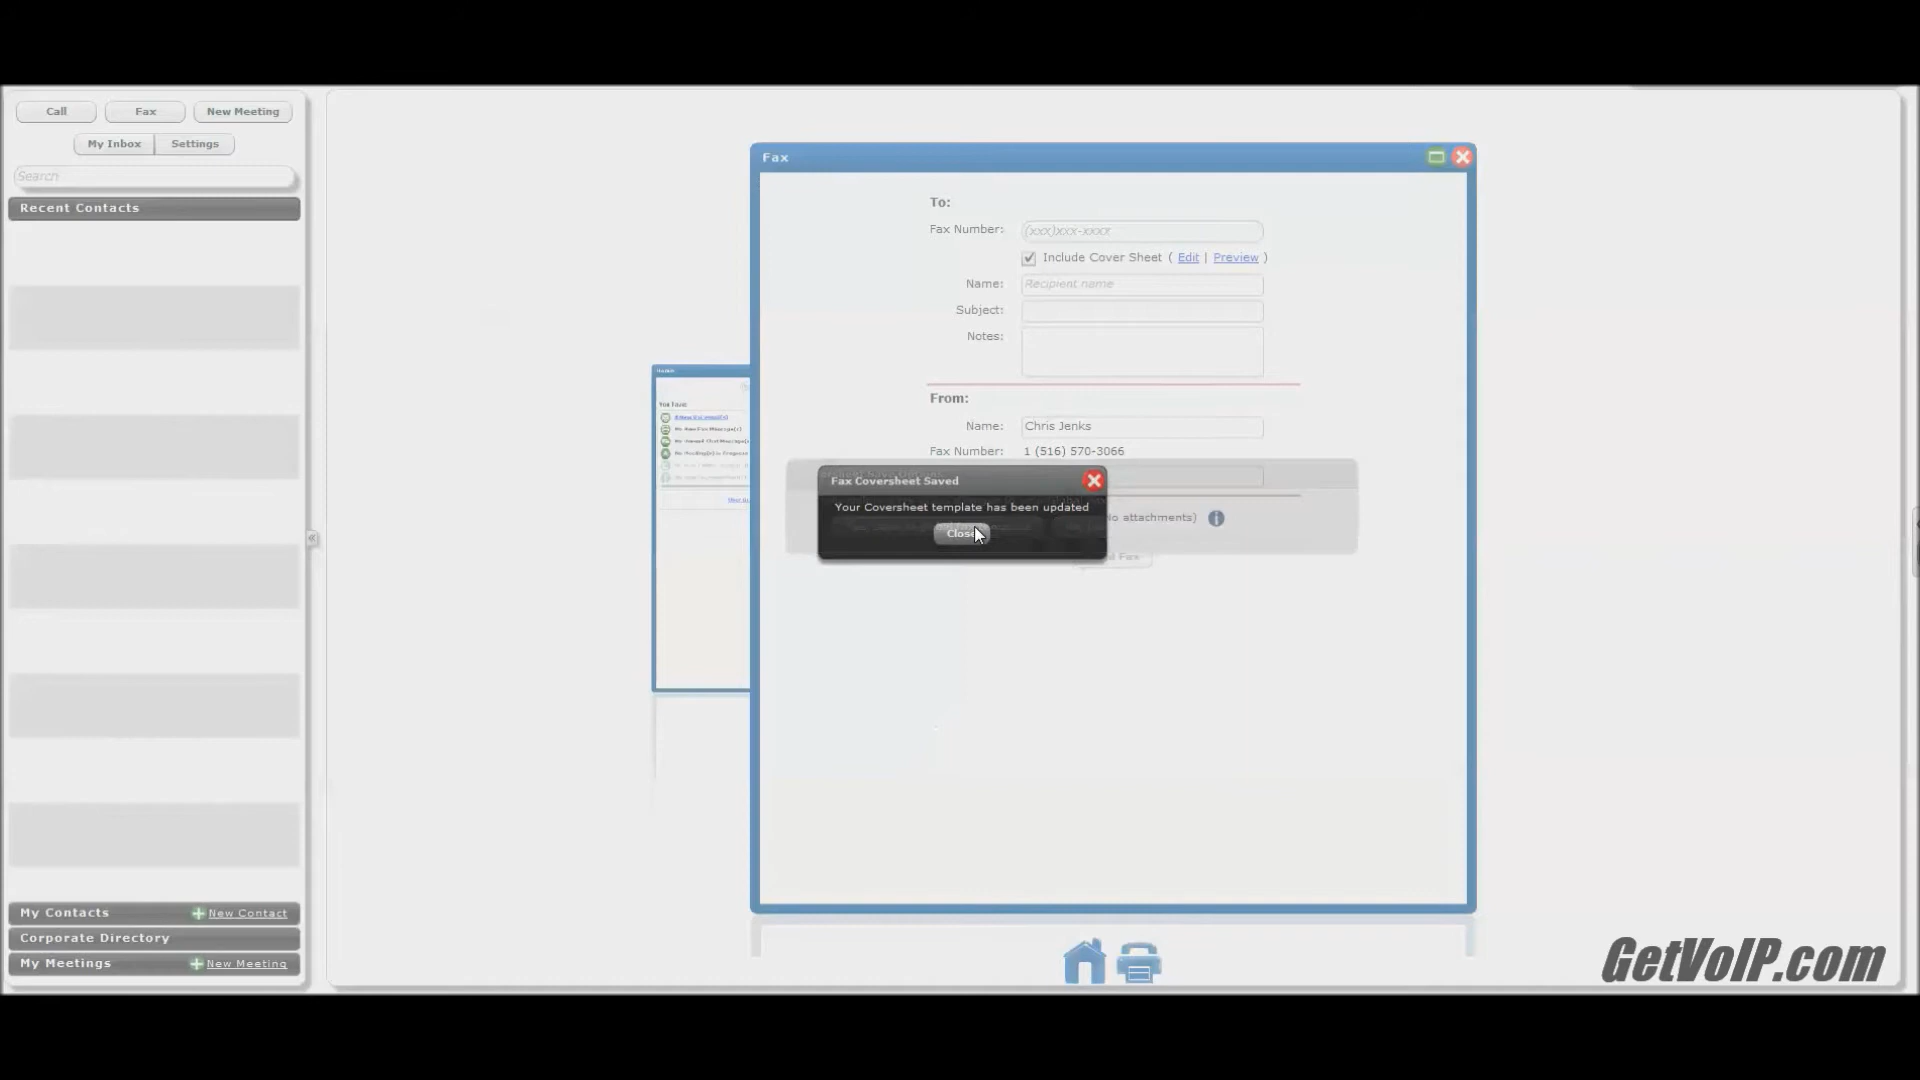 Call
Fax
New Meeting
My Inbox
Settings
Search
Recent Contacts
My Contacts
New Contact
Corporate Directory
My Meetings
New Meeting
You have:
Fax
To:
Fax Number:
(xxx)xxx-xxxx
Include Cover Sheet ( Edit | Preview )
Name:
Recipient name
Subject:
Notes:
From:
Name:
Chris Jenks
Fax Number:
1 (516) 570-3066
Fax Coversheet Saved
Your Coversheet template has been updated
Close
attachments)
Fax
GetVoIP.com